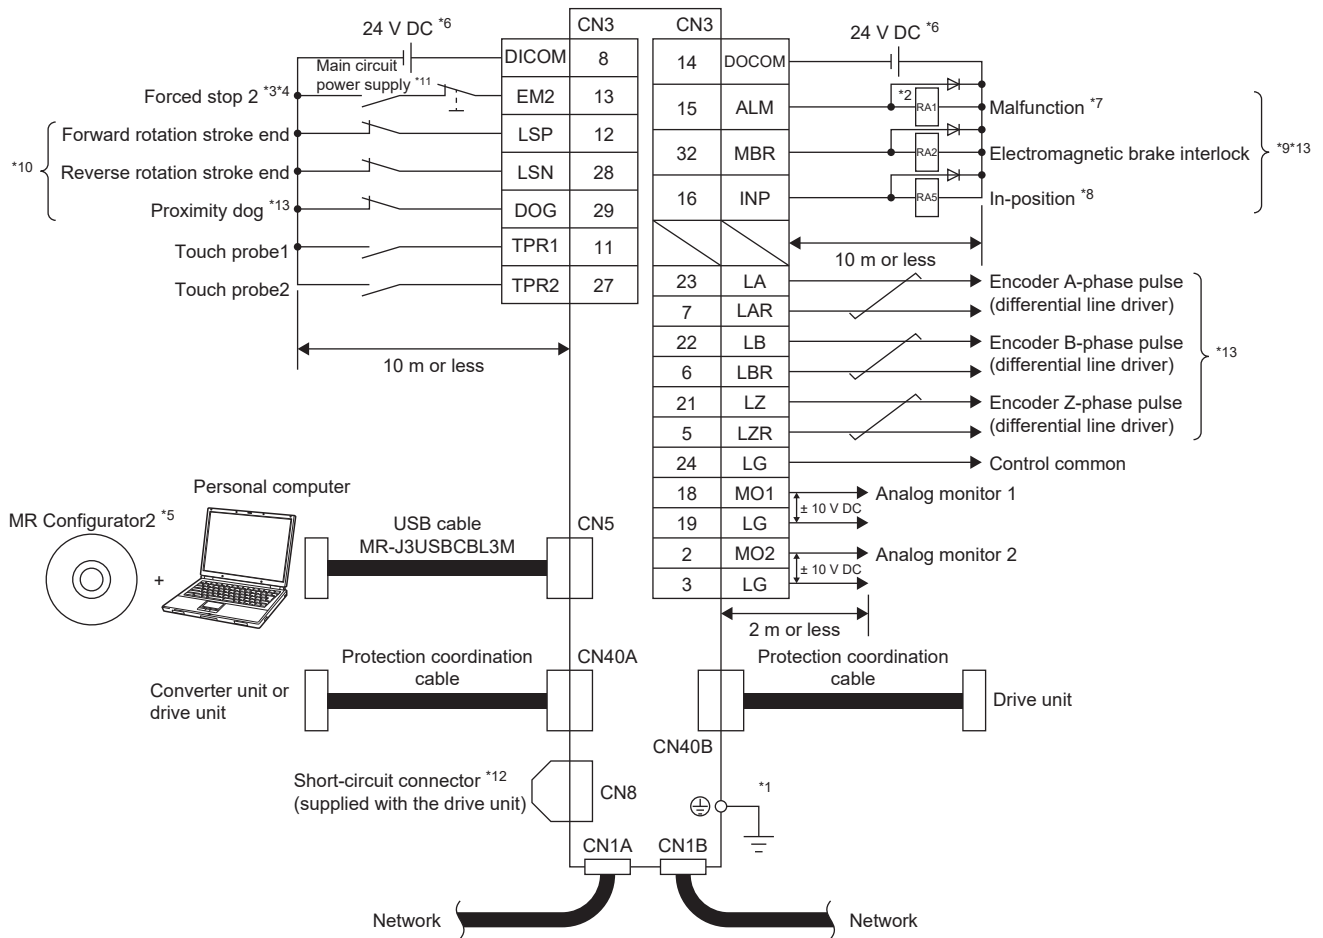 CN3
24 V DC *6
DICOM 8
Main circuit
power supply *11
Forced stop 2 *3*4
EM2 13
Forward rotation stroke end
LSP 12
*10
Reverse rotation stroke end
LSN 28
Proximity dog *13
DOG 29
Touch probe1
TPR1 11
Touch probe2
TPR2 27
10 m or less
CN3
24 V DC *6
14 DOCOM
15 ALM
*2
RA1
Malfunction *7
32 MBR
RA2
Electromagnetic brake interlock
*9*13
16 INP
RA5
In-position *8
10 m or less
23 LA
Encoder A-phase pulse
(differential line driver)
7 LAR
22 LB
Encoder B-phase pulse
(differential line driver)
*13
6 LBR
21 LZ
Encoder Z-phase pulse
(differential line driver)
5 LZR
24 LG
Control common
18 MO1
Analog monitor 1
± 10 V DC
19 LG
2 MO2
Analog monitor 2
± 10 V DC
3 LG
2 m or less
Personal computer
MR Configurator2 *5
+
USB cable
MR-J3USBCBL3M
CN5
Protection coordination
cable
CN40A
Converter unit or
drive unit
Protection coordination
cable
Drive unit
CN40B
Short-circuit connector *12
(supplied with the drive unit)
CN8
*1
CN1A
CN1B
Network
Network